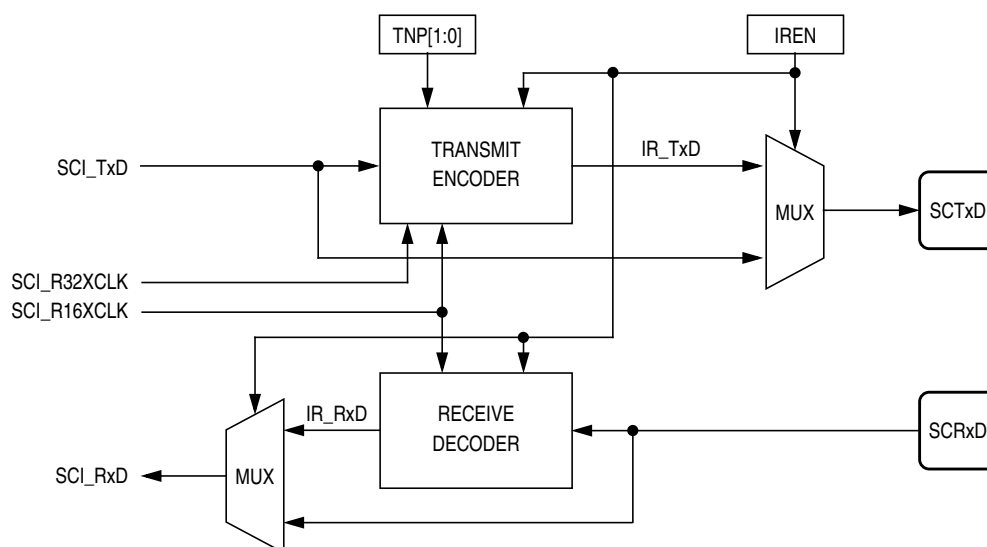 TNP[1:0]
IREN
SCI_TxD
TRANSMIT
ENCODER
IR_TxD
MUX
SCTxD
SCI_R32XCLK
SCI_R16XCLK
IR_RxD
RECEIVE
DECODER
SCRxD
SCI_RxD
MUX